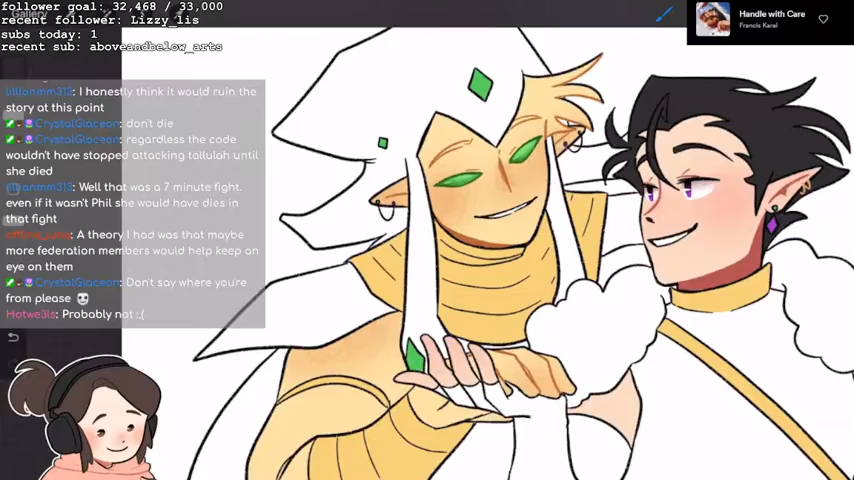 Gallery
follower goal: 32,468 / 33,000
recent follower: Lizzy_lis
subs today: 1
recent sub: aboveandbelow_arts
Handle with Care
Francis Karel
lillianmm313: I honestly think it would ruin the
story at this point
CrystalGlaceon: don't die
CrystalGlaceon: regardless the code
wouldn't have stopped attacking tallulah until
she died
lillianmm313: Well that was a 7 minute fight.
even if it wasn't Phil she would have dies in
that fight
A theory I had was that maybe
more federation members would help keep an
eye on them
CrystalGlaceon: Don't say where you're
from please
Hotwe3ls: Probably not :,(